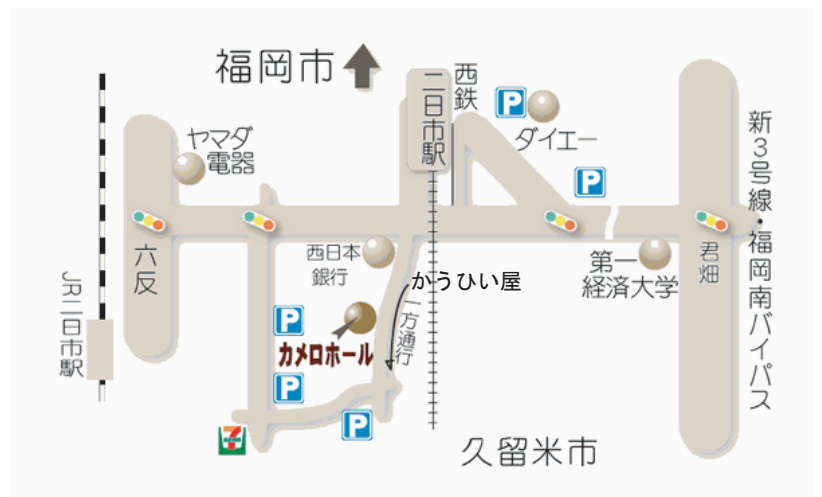 福岡市
西鉄
二日市駅
P
ダイエー
ヤマダ
電器
P
新3号線・福岡南バイパス
六反
西日本
銀行
第一
経済大学
君畑
JR二日市駅
かうひい屋
一方通行
P
カメロホール
P
P
7
久留米市